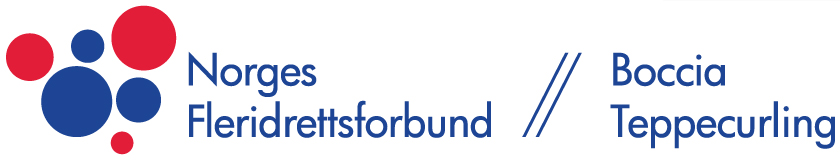 Norges
Fleridrettsforbund
//
Boccia
Teppecurling